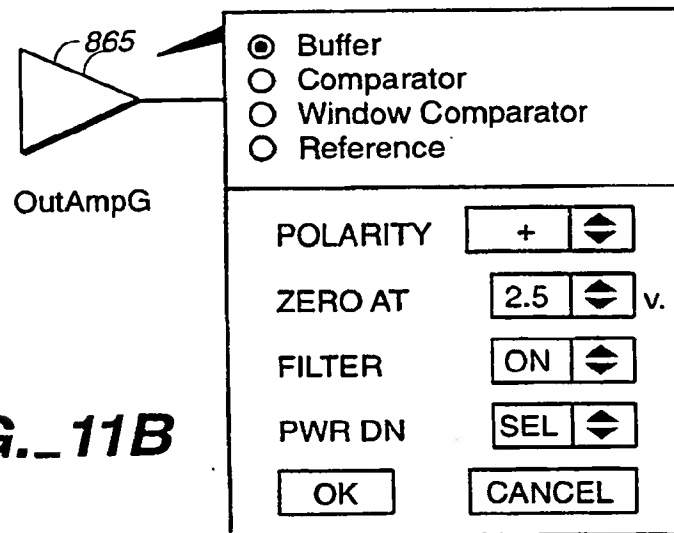 865
Buffer
Comparator
Window Comparator
Reference
OutAmpG
POLARITY + 
ZERO AT 2.5 v.
FILTER ON
PWR DN SEL
OK CANCEL
G._11B